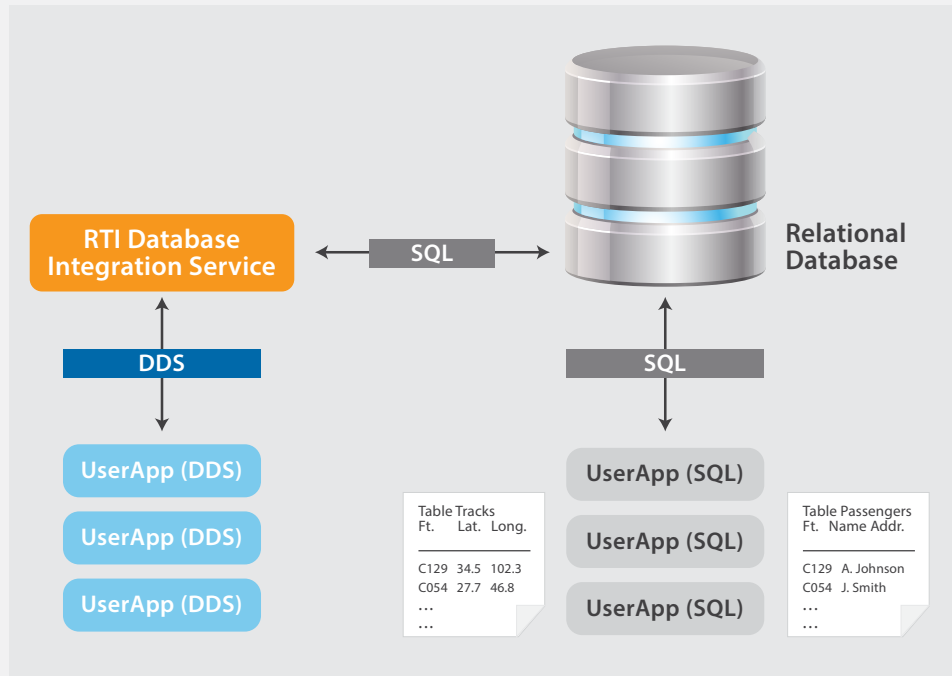 RTI Database
Integration Service
SQL
Relational
Database
DDS
SQL
UserApp (DDS)
UserApp (DDS)
UserApp (DDS)
Table Tracks
Ft. Lat. Long.
C129 34.5 102.3
C054 27.7 46.8
...
...
UserApp (SQL)
UserApp (SQL)
UserApp (SQL)
Table Passengers
Ft. Name Addr.
C129 A. Johnson
C054 J. Smith
...
...